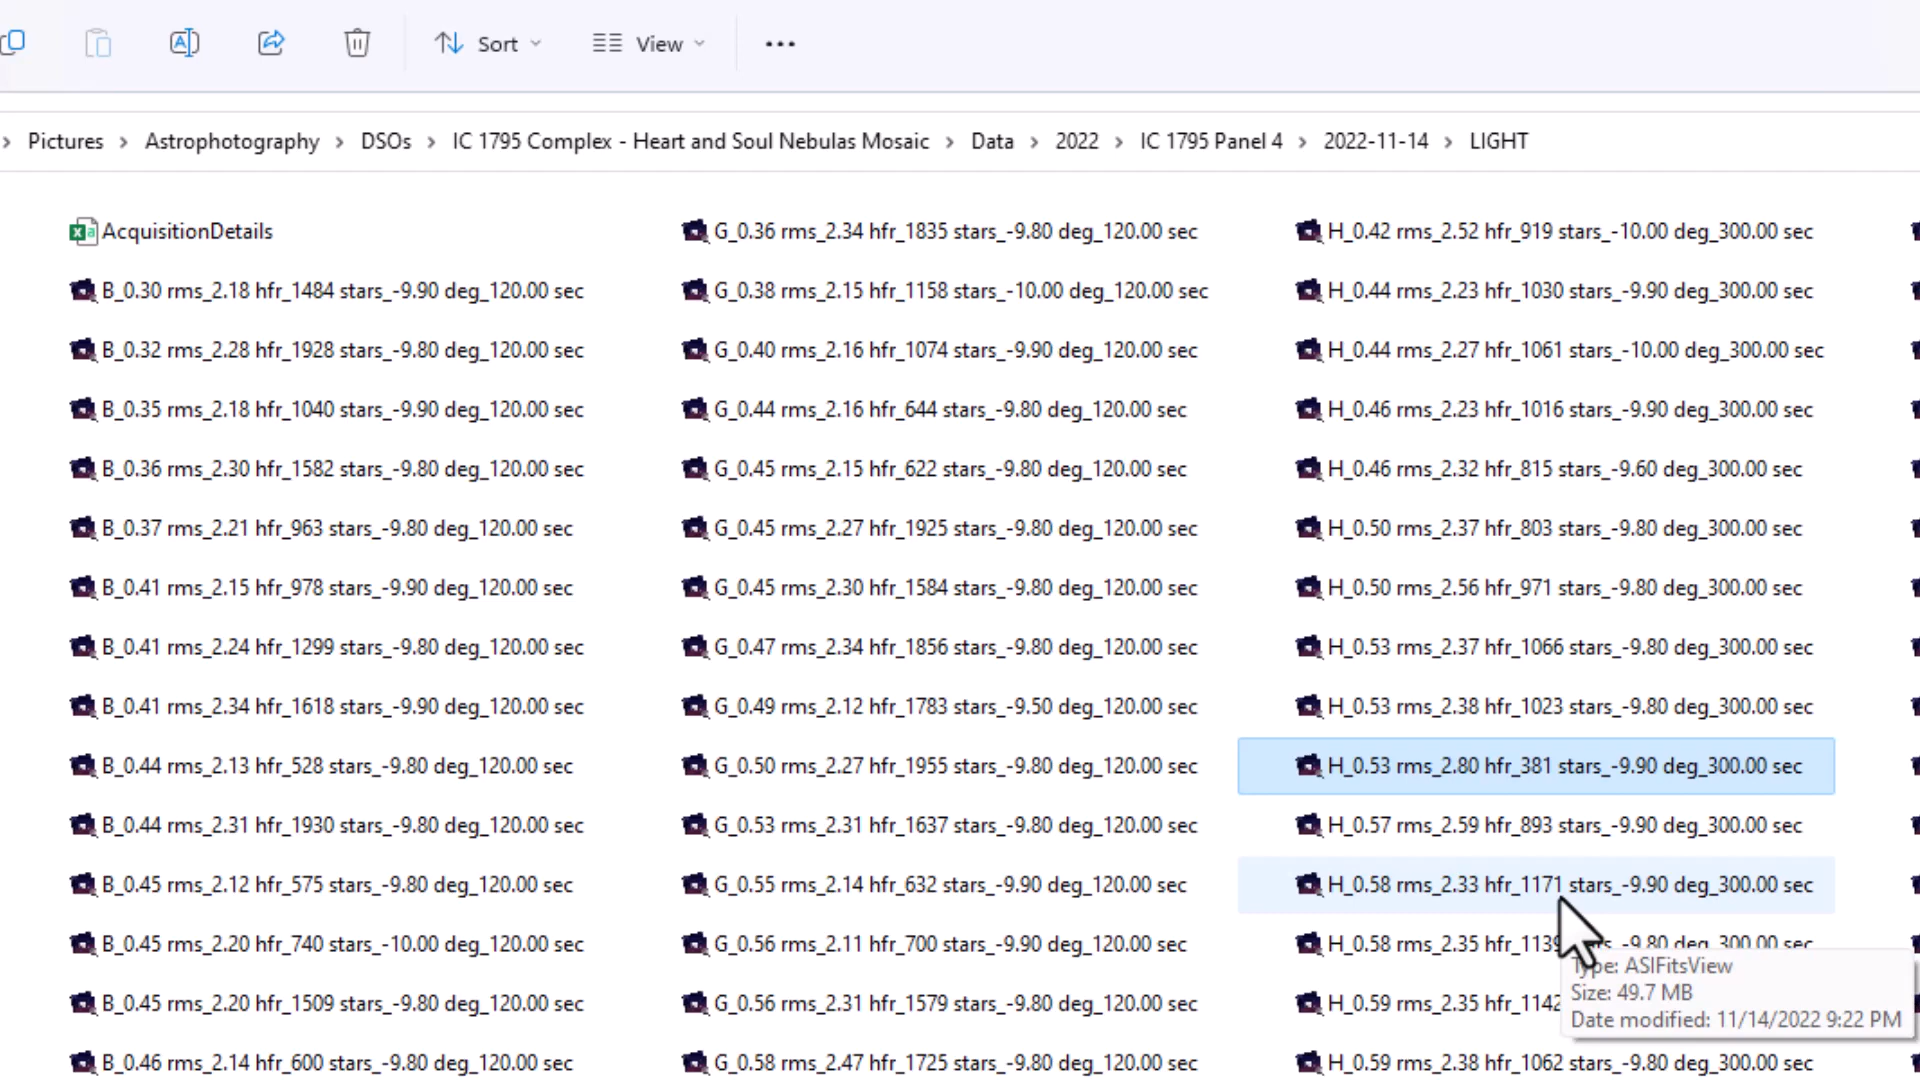 Sort
View
Pictures > Astrophotography > DSOs > IC 1795 Complex - Heart and Soul Nebulas Mosaic > Data > 2022 > IC 1795 Panel 4 > 2022-11-14 > LIGHT
AcquisitionDetails
B_0.30 rms_2.18 hfr_1484 stars_-9.90 deg_120.00 sec
B_0.32 rms_2.28 hfr_1928 stars_-9.80 deg_120.00 sec
B_0.35 rms_2.18 hfr_1040 stars_-9.90 deg_120.00 sec
B_0.36 rms_2.30 hfr_1582 stars_-9.80 deg_120.00 sec
B_0.37 rms_2.21 hfr_963 stars_-9.80 deg_120.00 sec
B_0.41 rms_2.15 hfr_978 stars_-9.90 deg_120.00 sec
B_0.41 rms_2.24 hfr_1299 stars_-9.80 deg_120.00 sec
B_0.41 rms_2.34 hfr_1618 stars_-9.90 deg_120.00 sec
B_0.44 rms_2.13 hfr_528 stars_-9.80 deg_120.00 sec
B_0.44 rms_2.31 hfr_1930 stars_-9.80 deg_120.00 sec
B_0.45 rms_2.12 hfr_575 stars_-9.80 deg_120.00 sec
B_0.45 rms_2.20 hfr_740 stars_-10.00 deg_120.00 sec
B_0.45 rms_2.20 hfr_1509 stars_-9.80 deg_120.00 sec
B_0.46 rms_2.14 hfr_600 stars_-9.80 deg_120.00 sec
G_0.36 rms_2.34 hfr_1835 stars_-9.80 deg_120.00 sec
G_0.38 rms_2.15 hfr_1158 stars_-10.00 deg_120.00 sec
G_0.40 rms_2.16 hfr_1074 stars_-9.90 deg_120.00 sec
G_0.44 rms_2.16 hfr_644 stars_-9.80 deg_120.00 sec
G_0.45 rms_2.15 hfr_622 stars_-9.80 deg_120.00 sec
G_0.45 rms_2.27 hfr_1925 stars_-9.80 deg_120.00 sec
G_0.45 rms_2.30 hfr_1584 stars_-9.80 deg_120.00 sec
G_0.47 rms_2.34 hfr_1856 stars_-9.80 deg_120.00 sec
G_0.49 rms_2.12 hfr_1783 stars_-9.50 deg_120.00 sec
G_0.50 rms_2.27 hfr_1955 stars_-9.80 deg_120.00 sec
G_0.53 rms_2.31 hfr_1637 stars_-9.80 deg_120.00 sec
G_0.55 rms_2.14 hfr_632 stars_-9.90 deg_120.00 sec
G_0.56 rms_2.11 hfr_700 stars_-9.90 deg_120.00 sec
G_0.56 rms_2.31 hfr_1579 stars_-9.80 deg_120.00 sec
G_0.58 rms_2.47 hfr_1725 stars_-9.80 deg_120.00 sec
H_0.42 rms_2.52 hfr_919 stars_-10.00 deg_300.00 sec
H_0.44 rms_2.23 hfr_1030 stars_-9.90 deg_300.00 sec
H_0.44 rms_2.27 hfr_1061 stars_-10.00 deg_300.00 sec
H_0.46 rms_2.23 hfr_1016 stars_-9.90 deg_300.00 sec
H_0.46 rms_2.32 hfr_815 stars_-9.60 deg_300.00 sec
H_0.50 rms_2.37 hfr_803 stars_-9.80 deg_300.00 sec
H_0.50 rms_2.56 hfr_971 stars_-9.80 deg_300.00 sec
H_0.53 rms_2.37 hfr_1066 stars_-9.80 deg_300.00 sec
H_0.53 rms_2.38 hfr_1023 stars_-9.80 deg_300.00 sec
H_0.53 rms_2.80 hfr_381 stars_-9.90 deg_300.00 sec
H_0.57 rms_2.59 hfr_893 stars_-9.90 deg_300.00 sec
H_0.58 rms_2.33 hfr_1171 stars_-9.90 deg_300.00 sec
H_0.58 rms_2.35 hfr_1139 -9.80 deg_300.00 sec
H_0.59 rms_2.35 hfr_1142
H_0.59 rms_2.38 hfr_1062 stars_-9.80 deg_300.00 sec
Type: ASIFitsView
Size: 49.7 MB
Date modified: 11/14/2022 9:22 PM